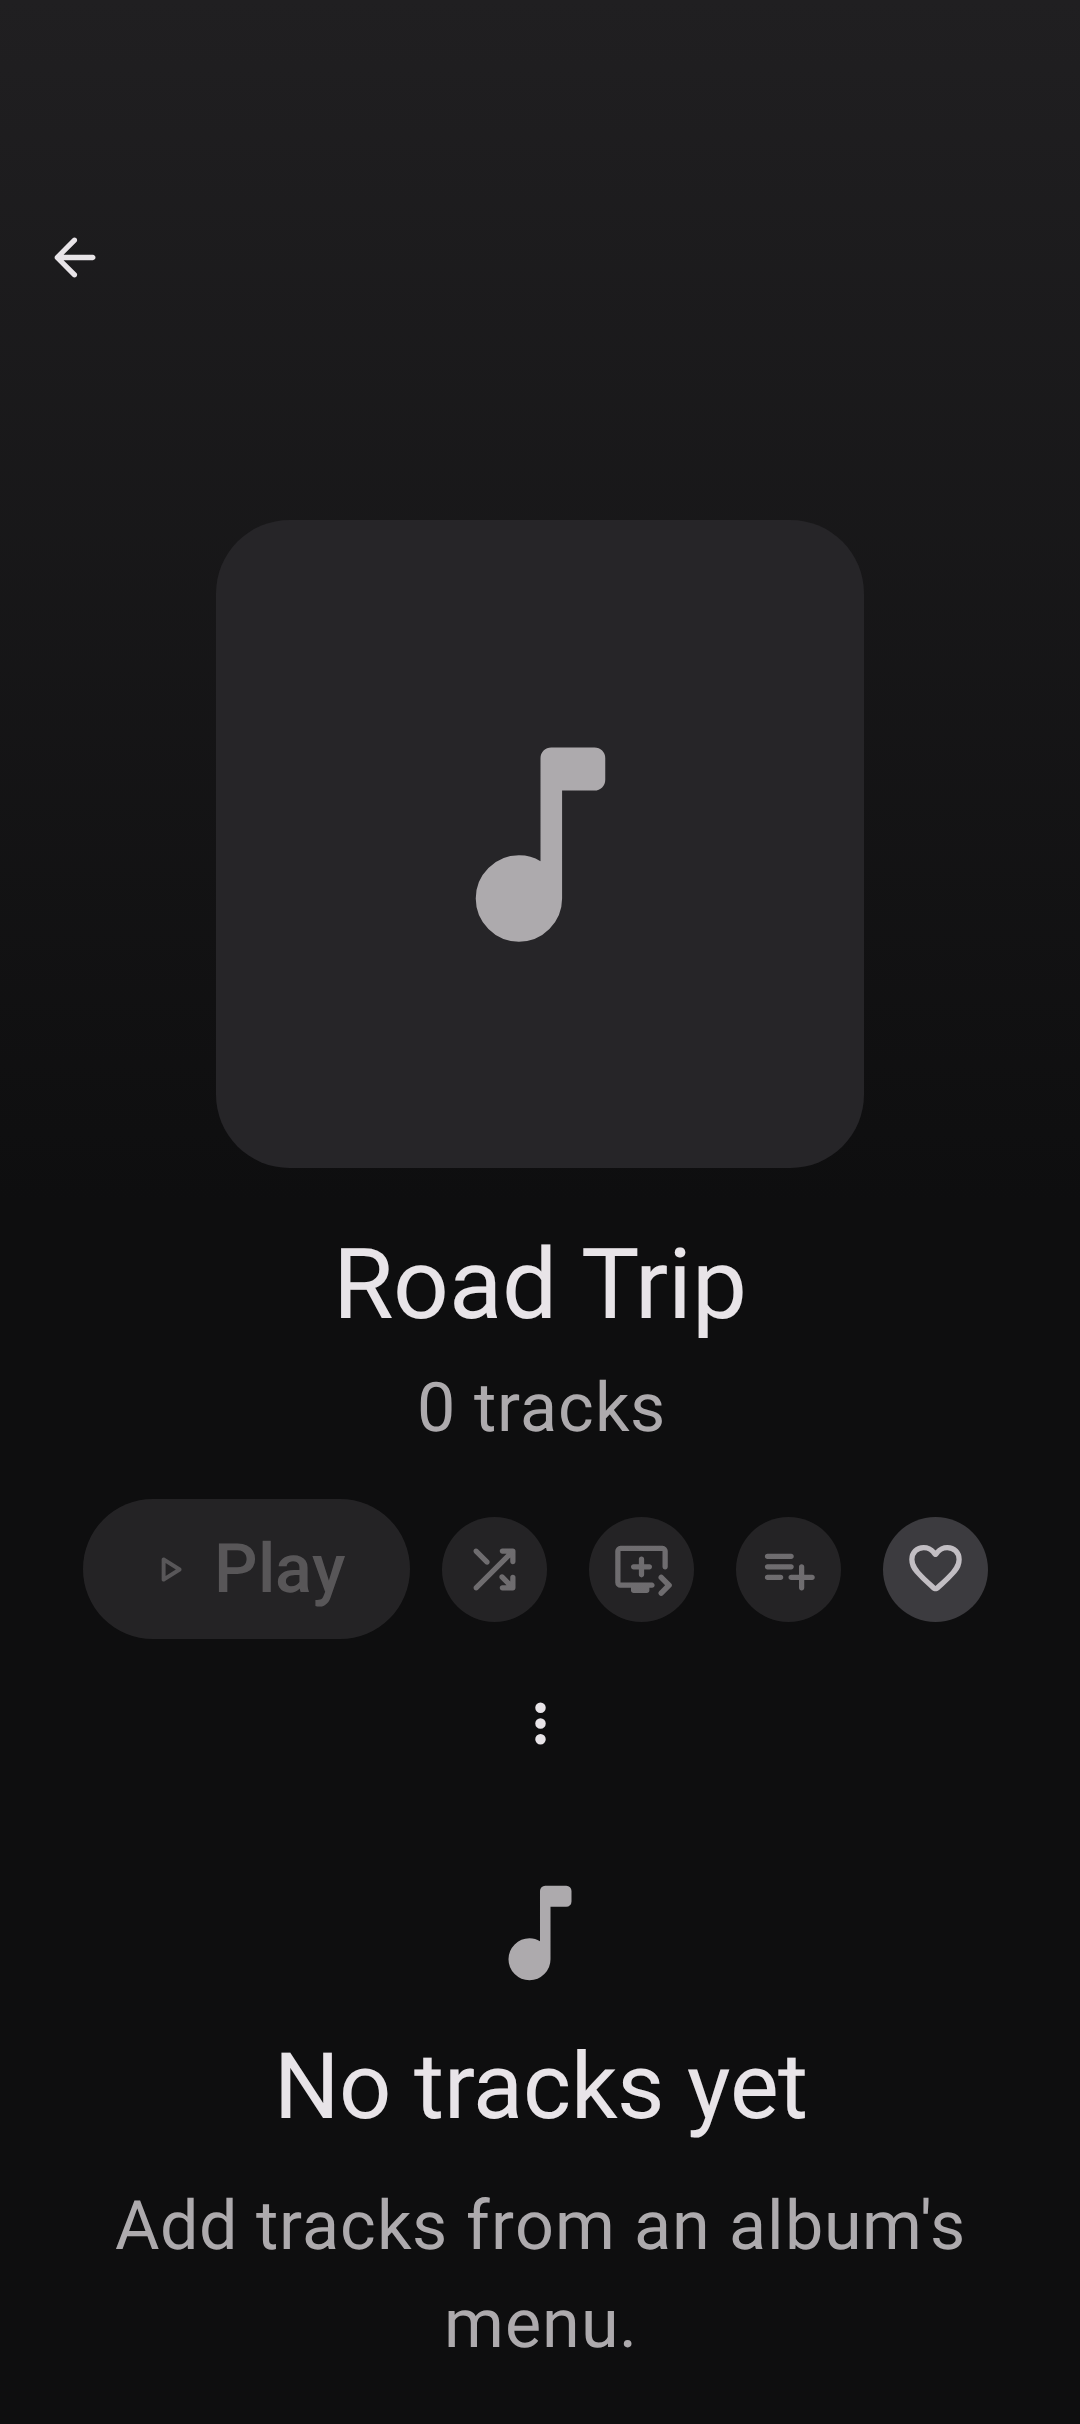 Road Trip
0 tracks
Play
No tracks yet
Add tracks from an album's
menu.